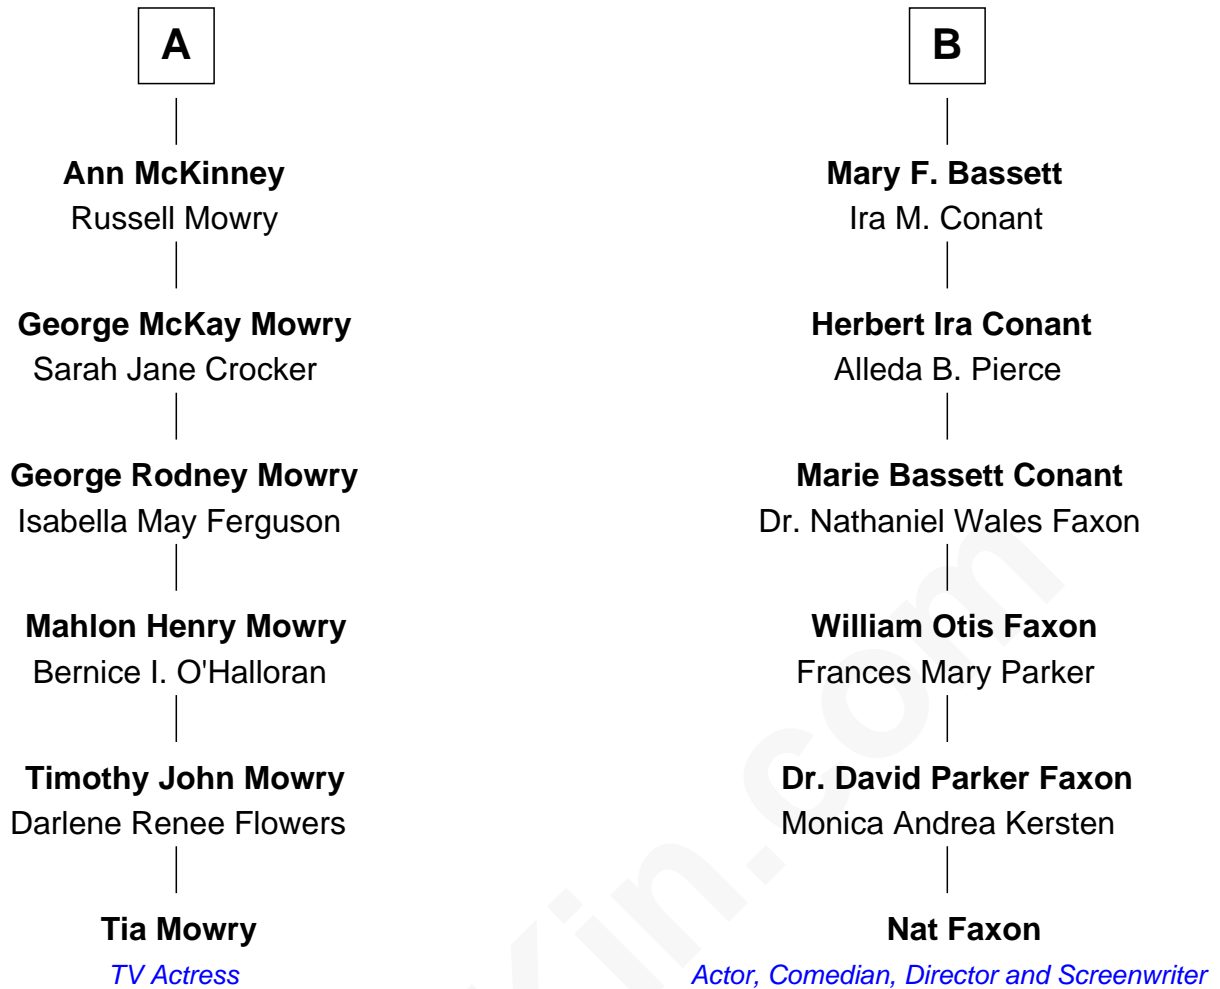 A
Ann McKinney
Russell Mowry
George McKay Mowry
Sarah Jane Crocker
George Rodney Mowry
Isabella May Ferguson
Mahlon Henry Mowry
Bernice I. O'Halloran
Timothy John Mowry
Darlene Renee Flowers
Tia Mowry
TV Actress
B
Mary F. Bassett
Ira M. Conant
Herbert Ira Conant
Alleda B. Pierce
Marie Bassett Conant
Dr. Nathaniel Wales Faxon
William Otis Faxon
Frances Mary Parker
Dr. David Parker Faxon
Monica Andrea Kersten
Nat Faxon
Actor, Comedian, Director and Screenwriter
Kin.com